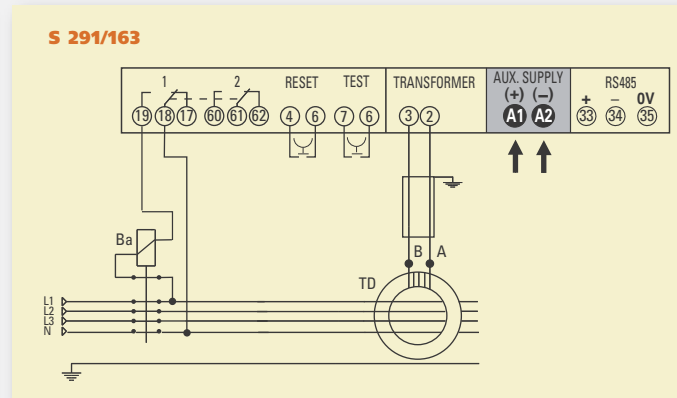 S 291/163
1 2 RESET TEST TRANSFORMER AUX. SUPPLY RS485
(+) (–) + – 0V
19 18 17 60 61 62 4 6 7 6 3 2 A1 A2 33 34 35
Ba
B A
TD
L1
L2
L3
N